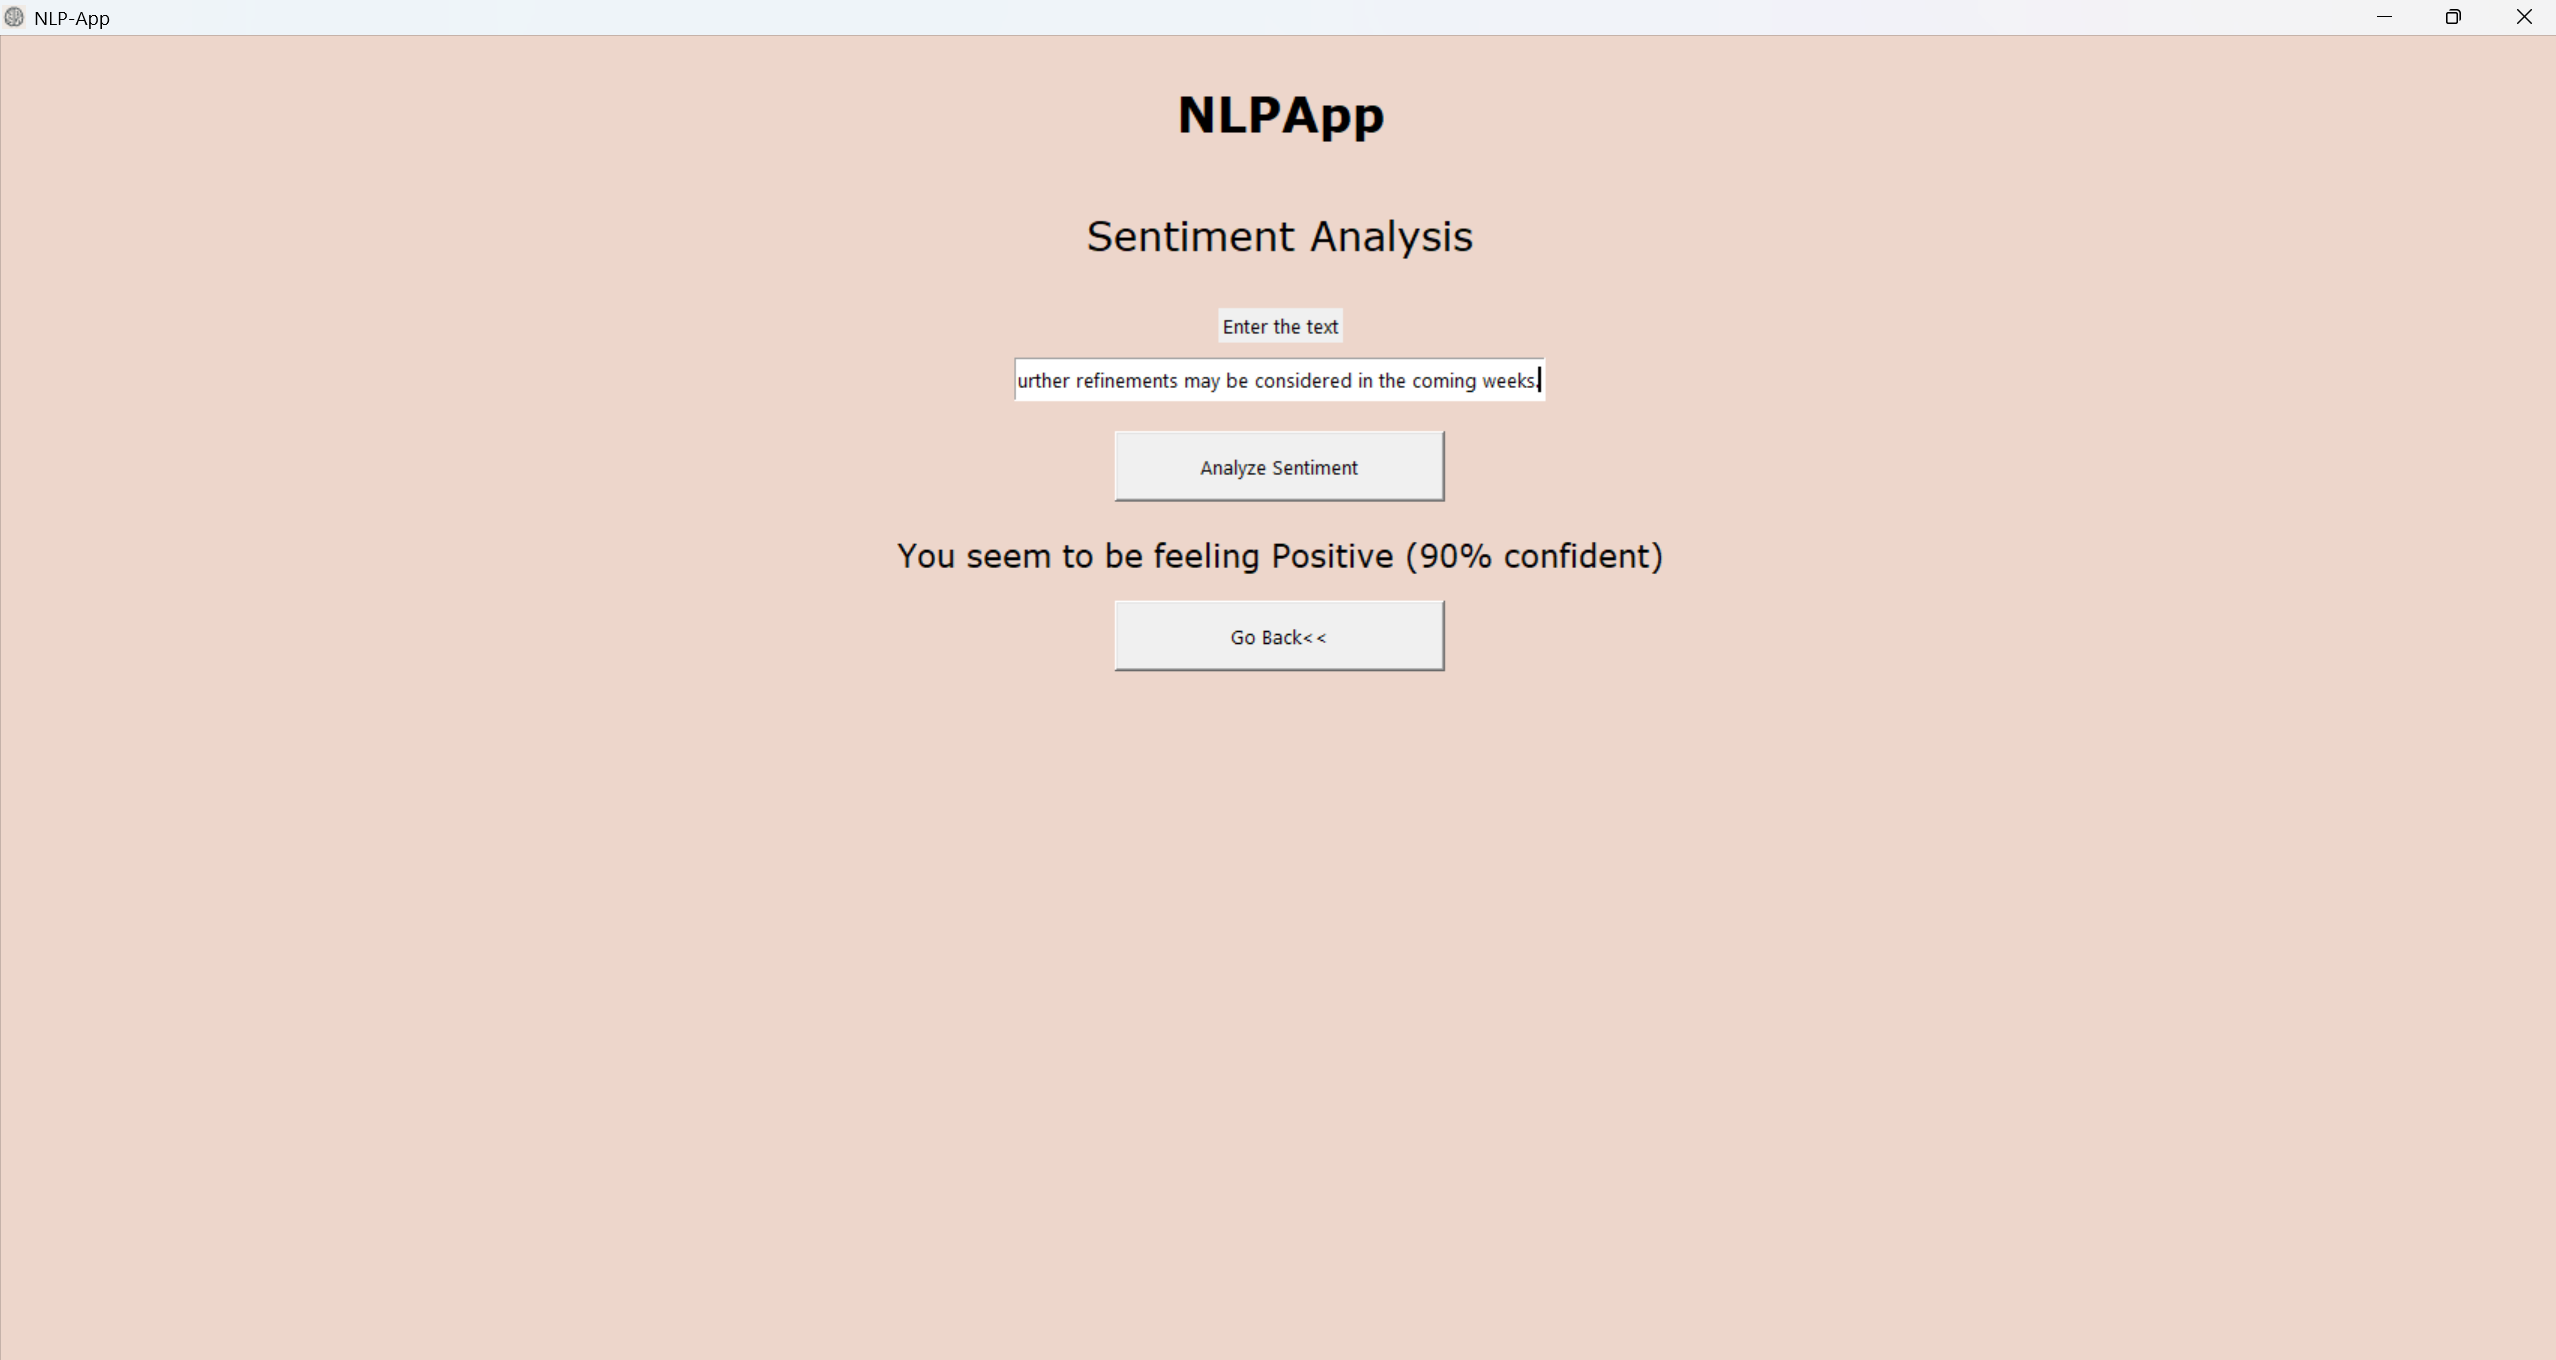 NLP-App
NLPApp
Sentiment Analysis
Enter the text
urther refinements may be considered in the coming weeks.
Analyze Sentiment
You seem to be feeling Positive (90% confident)
Go Back<<